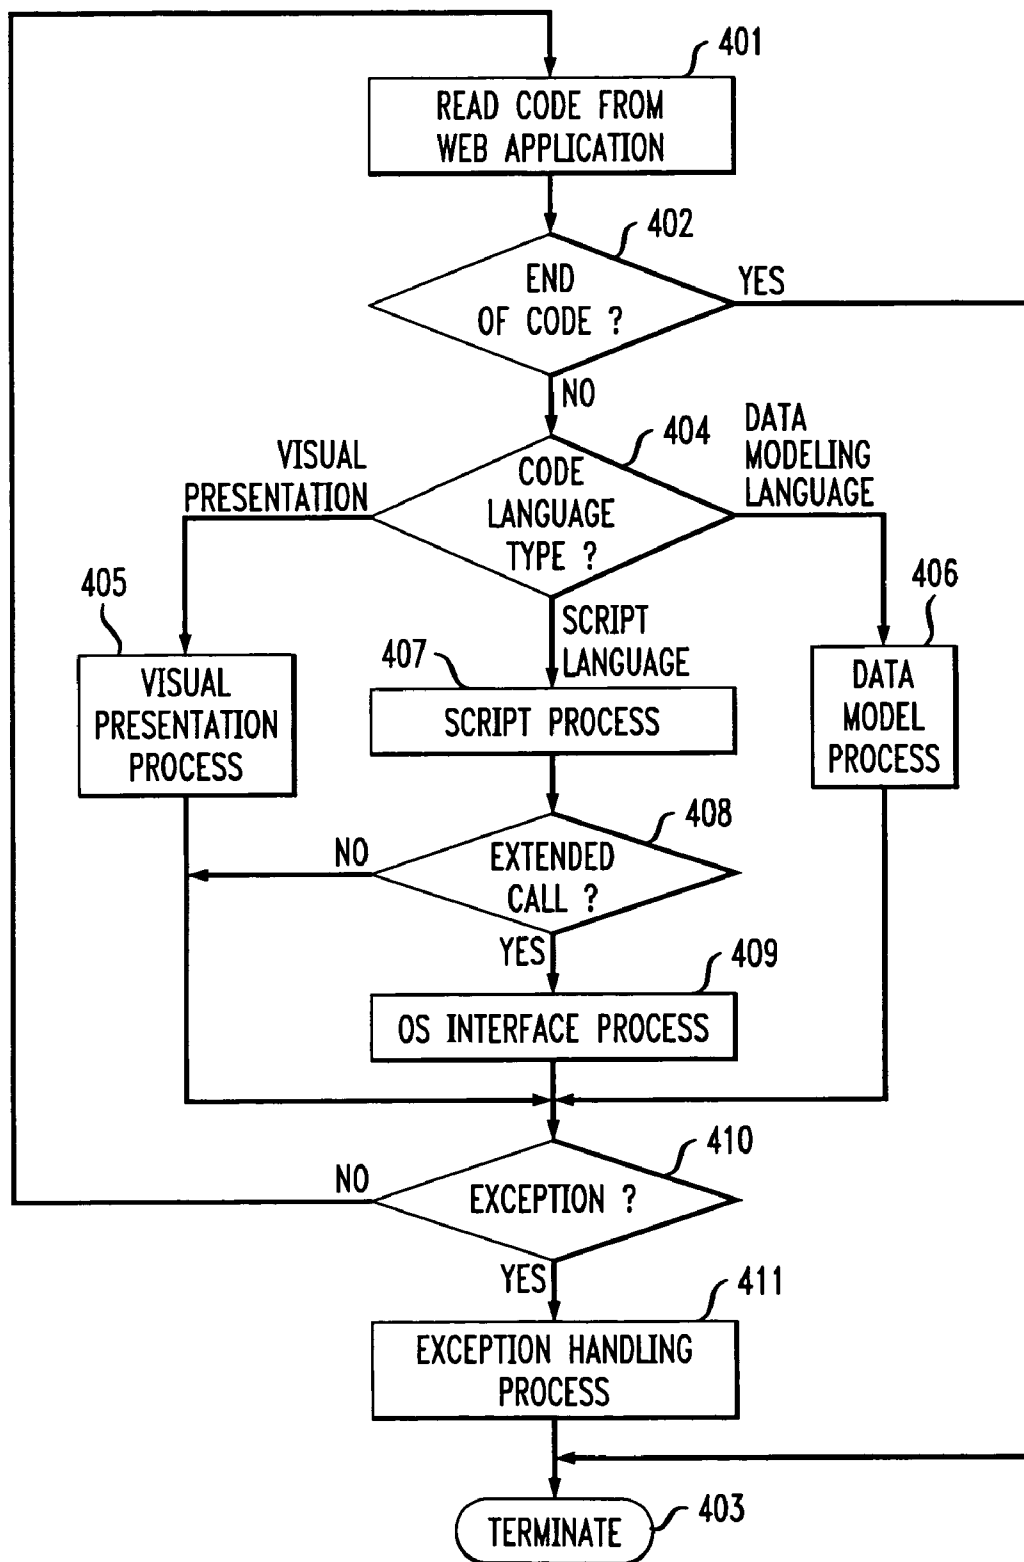 401
READ CODE FROM
WEB APPLICATION
402
END
OF CODE ?
YES
NO
404
VISUAL
PRESENTATION
CODE
LANGUAGE
TYPE ?
DATA
MODELING
LANGUAGE
405
406
SCRIPT
LANGUAGE
407
VISUAL
PRESENTATION
PROCESS
SCRIPT PROCESS
DATA
MODEL
PROCESS
408
NO
EXTENDED
CALL ?
YES
409
OS INTERFACE PROCESS
410
NO
EXCEPTION ?
YES
411
EXCEPTION HANDLING
PROCESS
TERMINATE
403